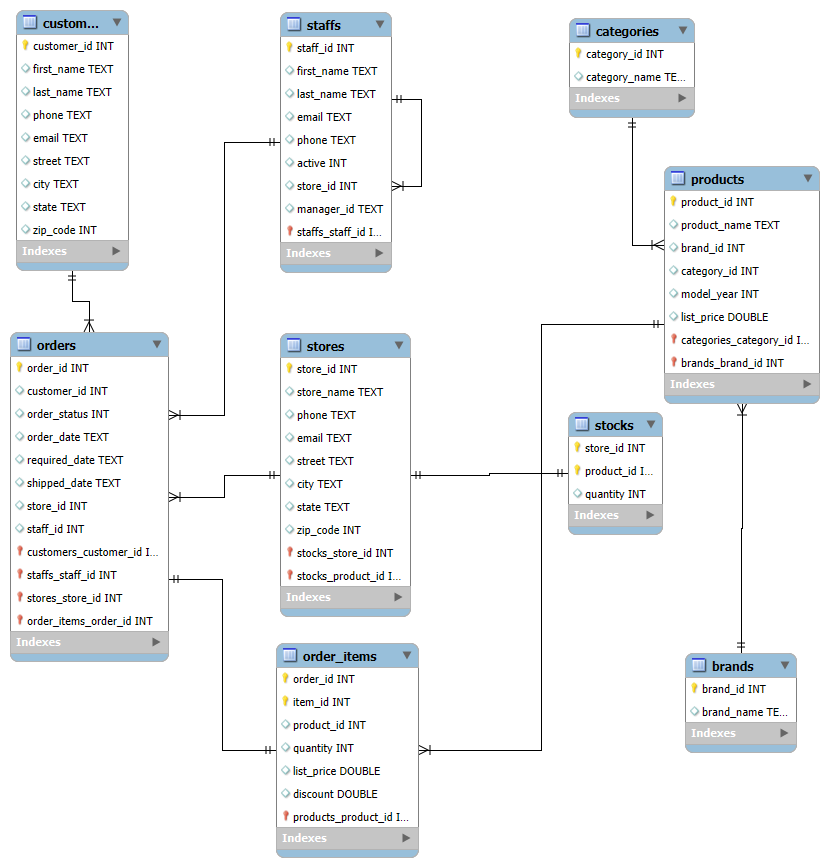 custom...
customer_id INT
first_name TEXT
last_name TEXT
phone TEXT
email TEXT
street TEXT
city TEXT
state TEXT
zip_code INT
Indexes
staffs
staff_id INT
first_name TEXT
last_name TEXT
email TEXT
phone TEXT
active INT
store_id INT
manager_id TEXT
staffs_staff_id I...
Indexes
categories
category_id INT
category_name TE...
Indexes
products
product_id INT
product_name TEXT
brand_id INT
category_id INT
model_year INT
list_price DOUBLE
categories_category_id I...
brands_brand_id INT
Indexes
orders
order_id INT
customer_id INT
order_status INT
order_date TEXT
required_date TEXT
shipped_date TEXT
store_id INT
staff_id INT
customers_customer_id I...
staffs_staff_id INT
stores_store_id INT
order_items_order_id INT
Indexes
stores
store_id INT
store_name TEXT
phone TEXT
email TEXT
street TEXT
city TEXT
state TEXT
zip_code INT
stocks_store_id INT
stocks_product_id I...
Indexes
stocks
store_id INT
product_id I...
quantity INT
Indexes
order_items
order_id INT
item_id INT
product_id INT
quantity INT
list_price DOUBLE
discount DOUBLE
products_product_id I...
Indexes
brands
brand_id INT
brand_name TE...
Indexes